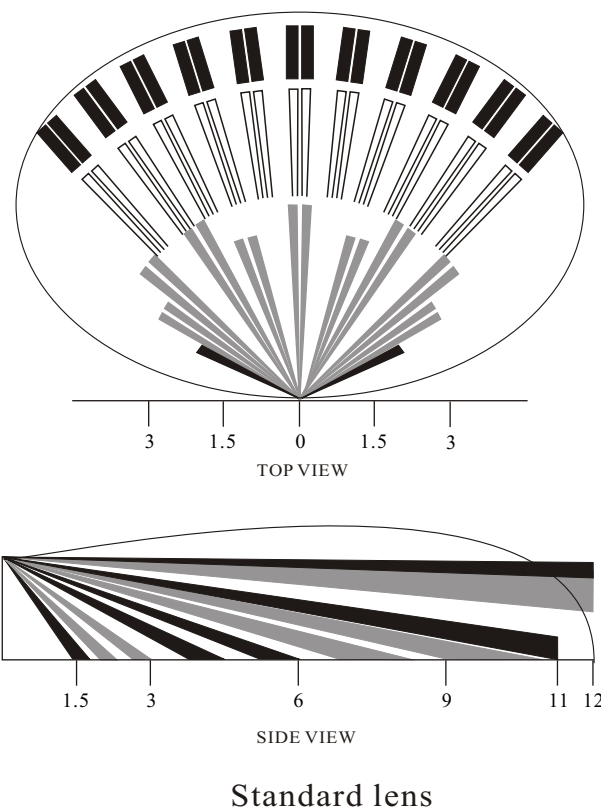 3 1.5 0 1.5 3
TOP VIEW
1.5 3 6 9 11 12
SIDE VIEW
Standard lens